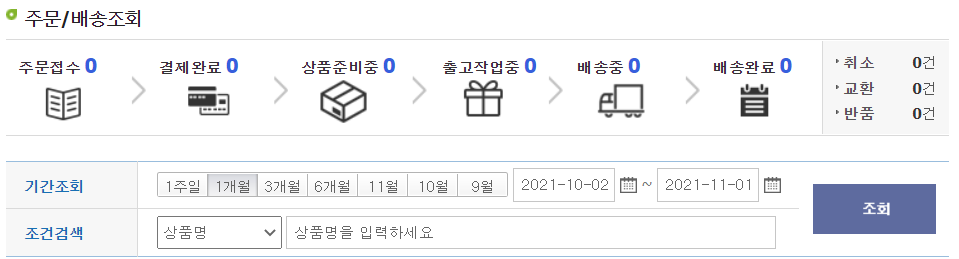 주문/배송조회
주문접수 0 결제완료 0 상품준비중 0 출고작업중 0 배송중 0 배송완료 0
취소 0건
교환 0건
반품 0건
기간조회 1주일 1개월 3개월 6개월 11월 10월 9월 2021-10-02 ~ 2021-11-01
조회
조건검색 상품명 상품명을 입력하세요